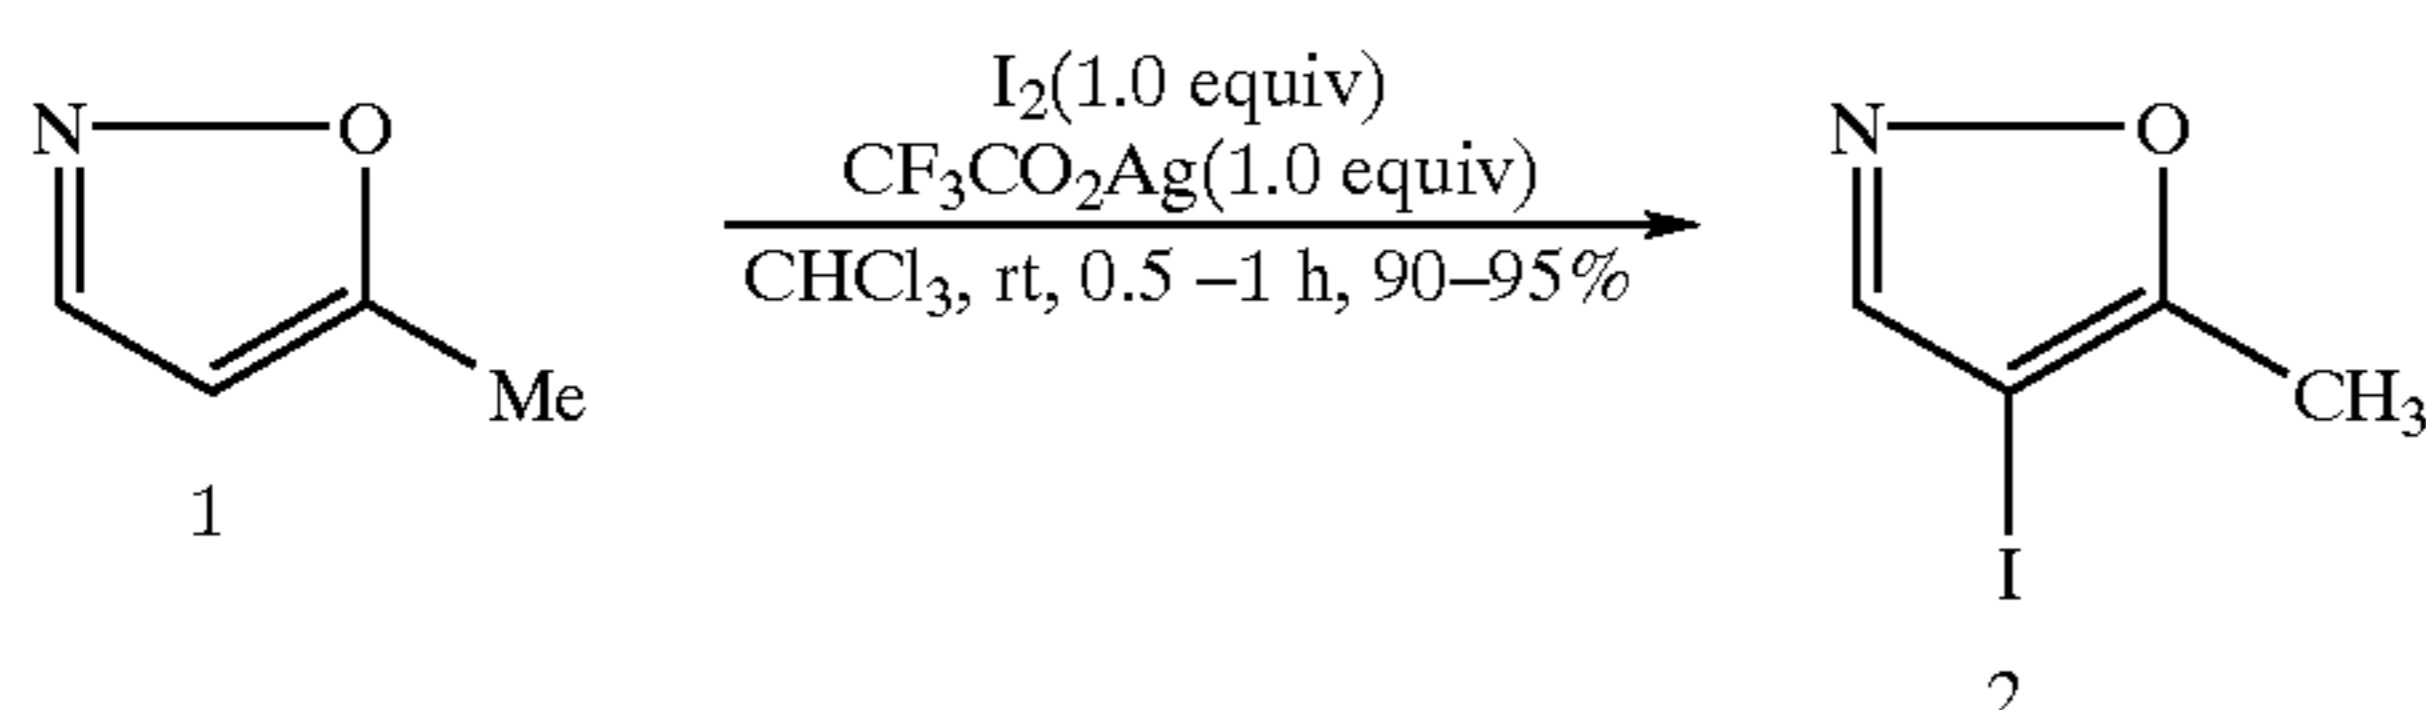 I₂(1.0 equiv)
N O CF₃CO₂Ag(1.0 equiv) N O
CHCl₃, rt, 0.5 –1 h, 90–95%
Me CH₃
1
I
2